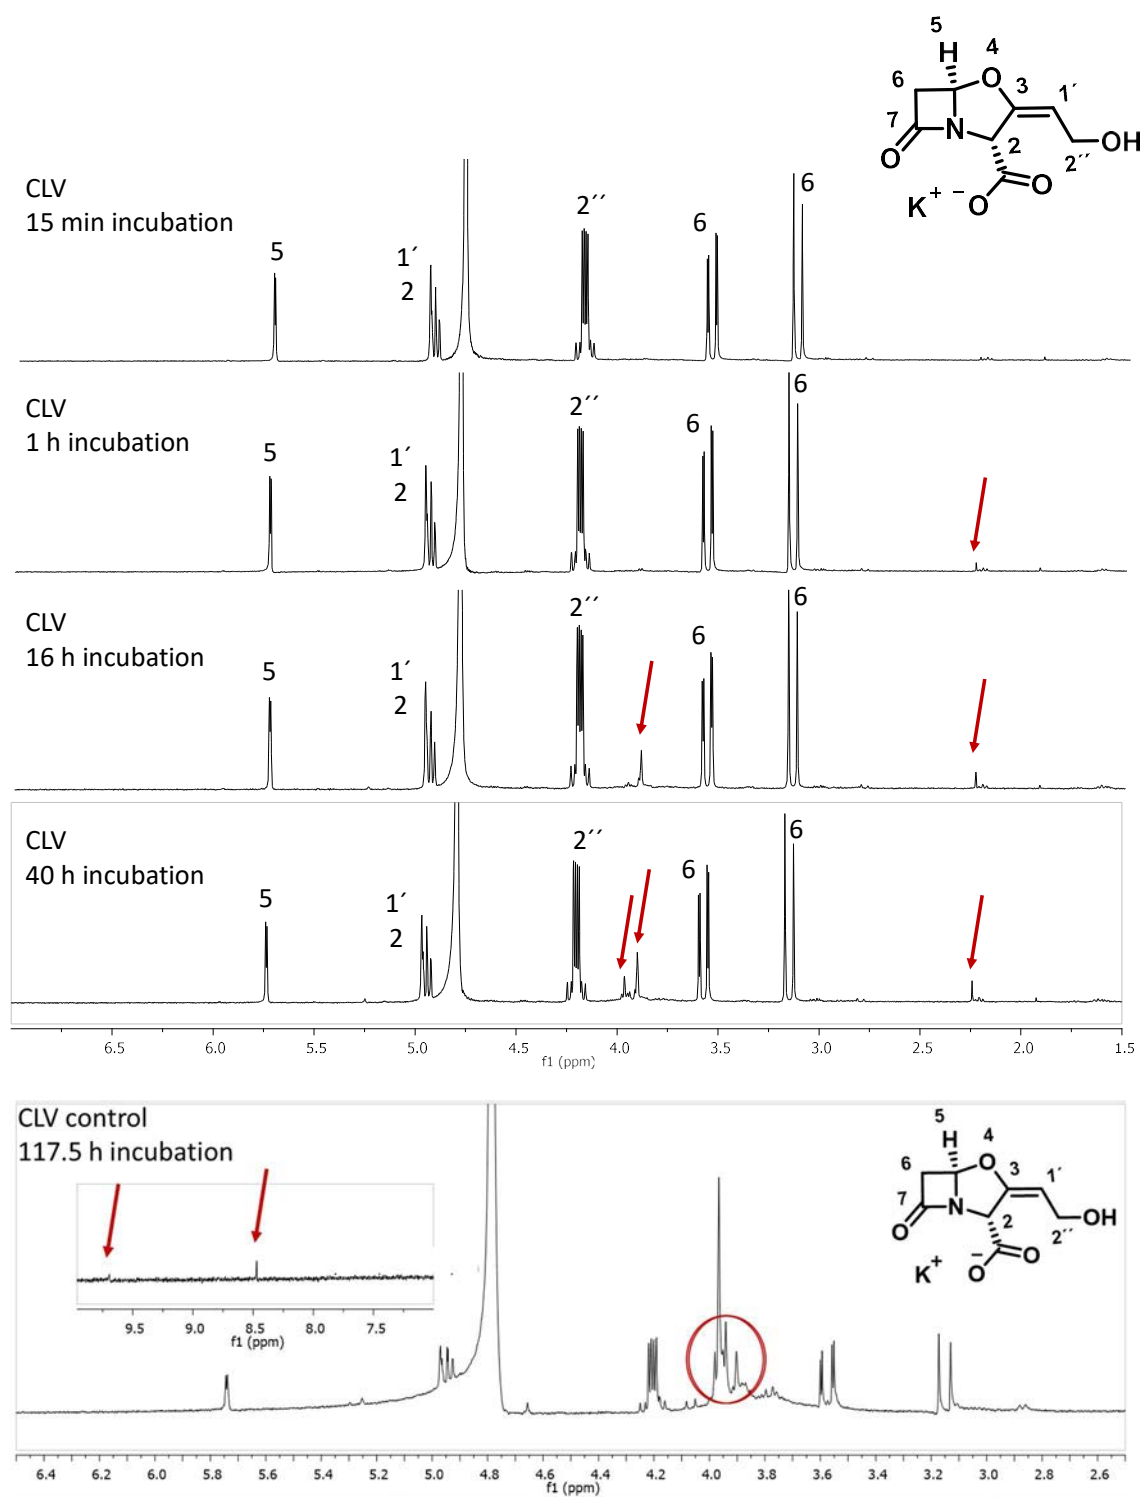 5
H
4
O
6
3
1´
7
N
2
OH
2´´
O
O
K⁺ ⁻O
CLV
15 min incubation
5
1´
2
2´´
6
6
CLV
1 h incubation
5
1´
2
2´´
6
6
CLV
16 h incubation
5
1´
2
2´´
6
6
CLV
40 h incubation
5
1´
2
2´´
6
6
6.5 6.0 5.5 5.0 4.5 4.0 3.5 3.0 2.5 2.0 1.5
f1 (ppm)
CLV control
117.5 h incubation
9.5 9.0 8.5 8.0 7.5
f1 (ppm)
5
H
4
O
6
3
1´
7
N
2
OH
2´´
O
O
K⁺ ⁻O
6.4 6.2 6.0 5.8 5.6 5.4 5.2 5.0 4.8 4.6 4.4 4.2 4.0 3.8 3.6 3.4 3.2 3.0 2.8 2.6
f1 (ppm)